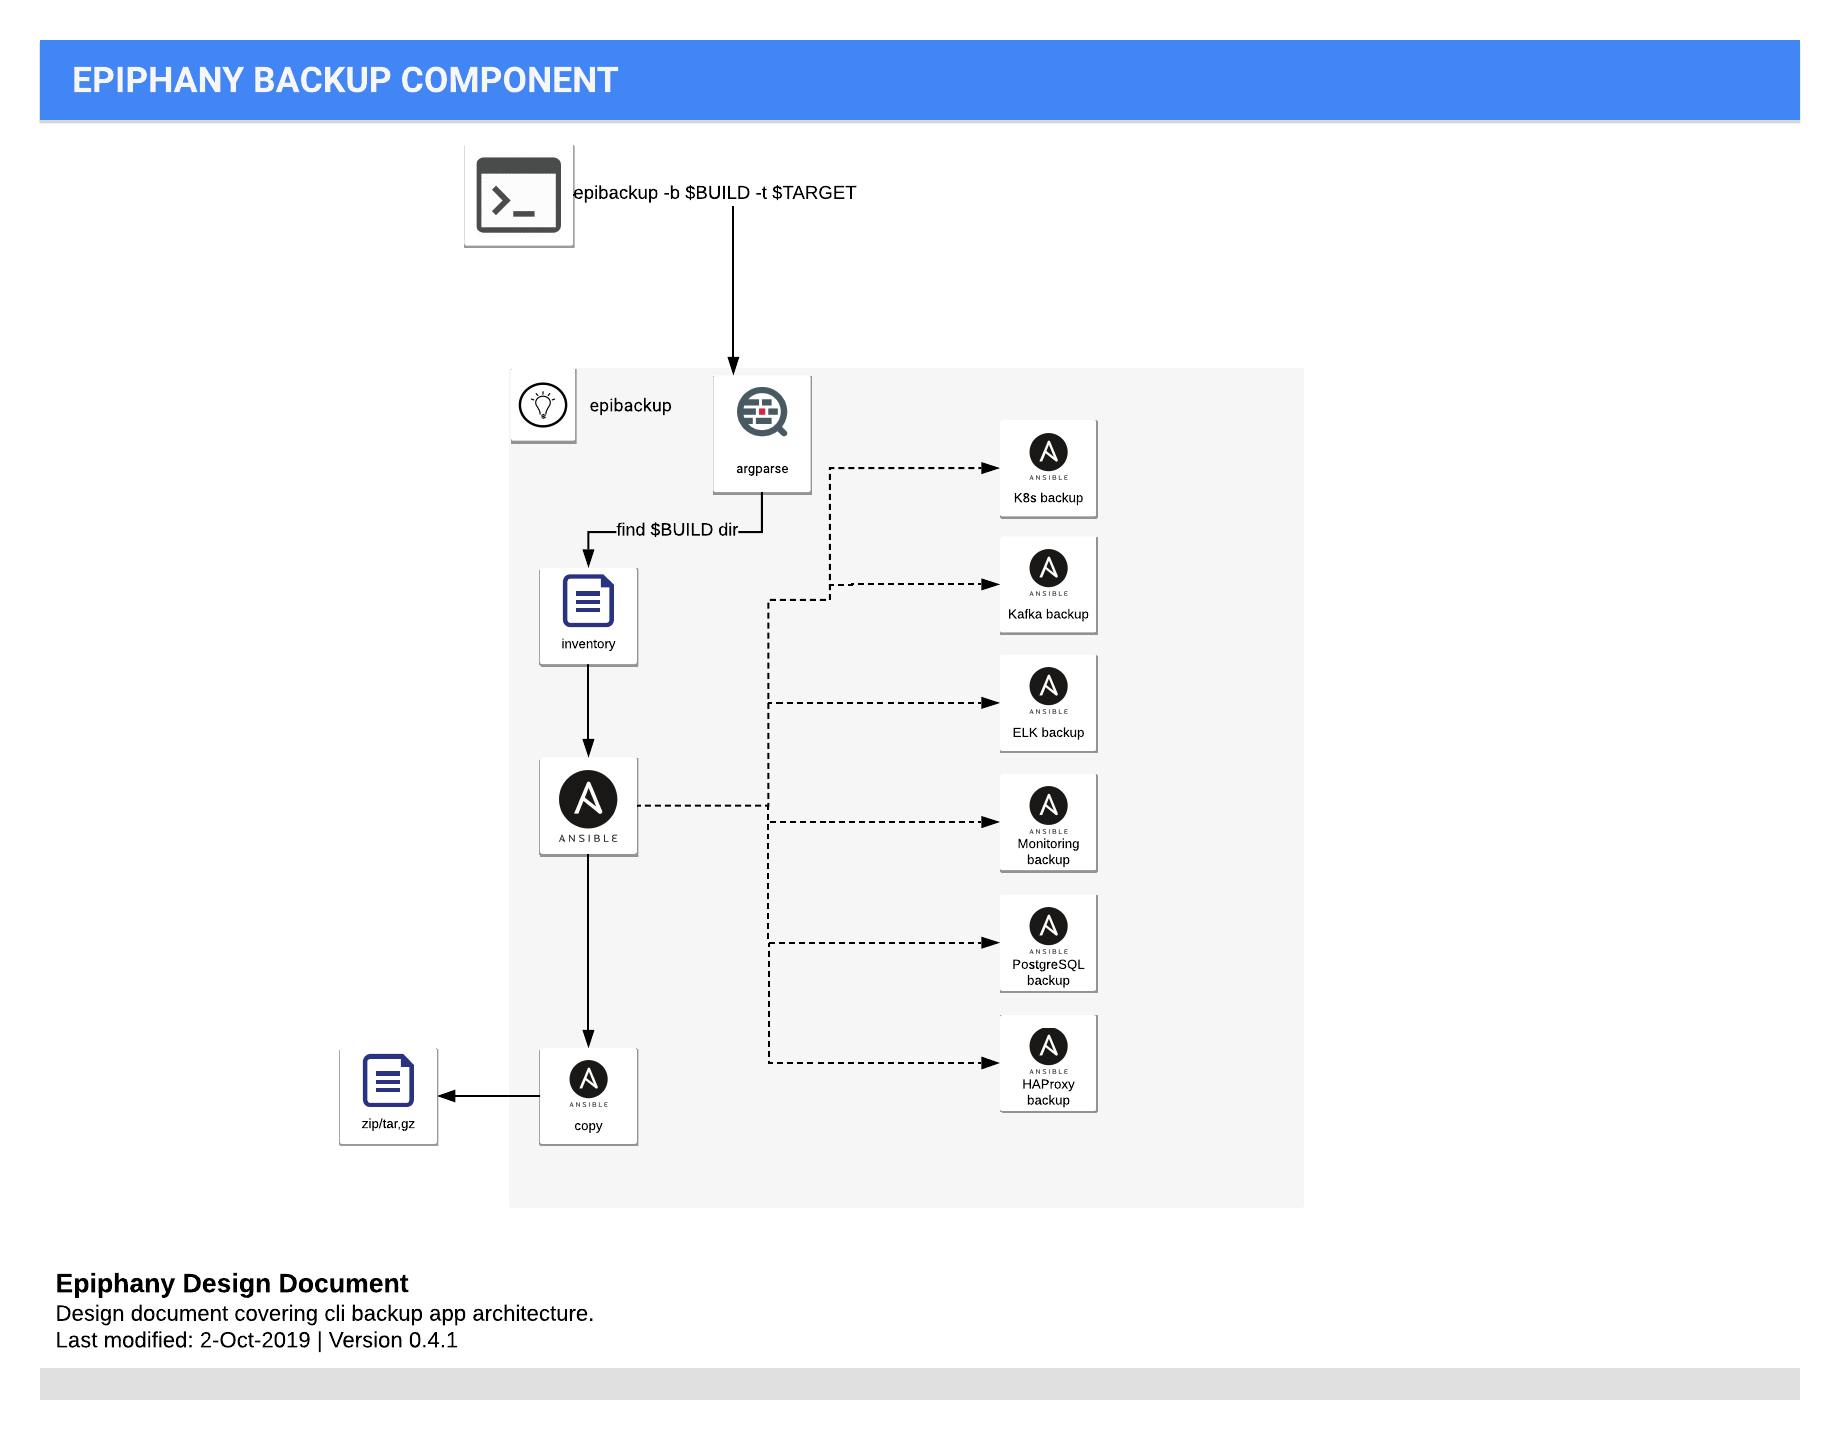 EPIPHANY BACKUP COMPONENT
epibackup -b $BUILD -t $TARGET
epibackup
argparse
find $BUILD dir
inventory
ANSIBLE
ANSIBLE
K8s backup
ANSIBLE
Kafka backup
ANSIBLE
ELK backup
ANSIBLE
Monitoring
backup
ANSIBLE
PostgreSQL
backup
ANSIBLE
HAProxy
backup
ANSIBLE
copy
zip/tar,gz
Epiphany Design Document
Design document covering cli backup app architecture.
Last modified: 2-Oct-2019 | Version 0.4.1